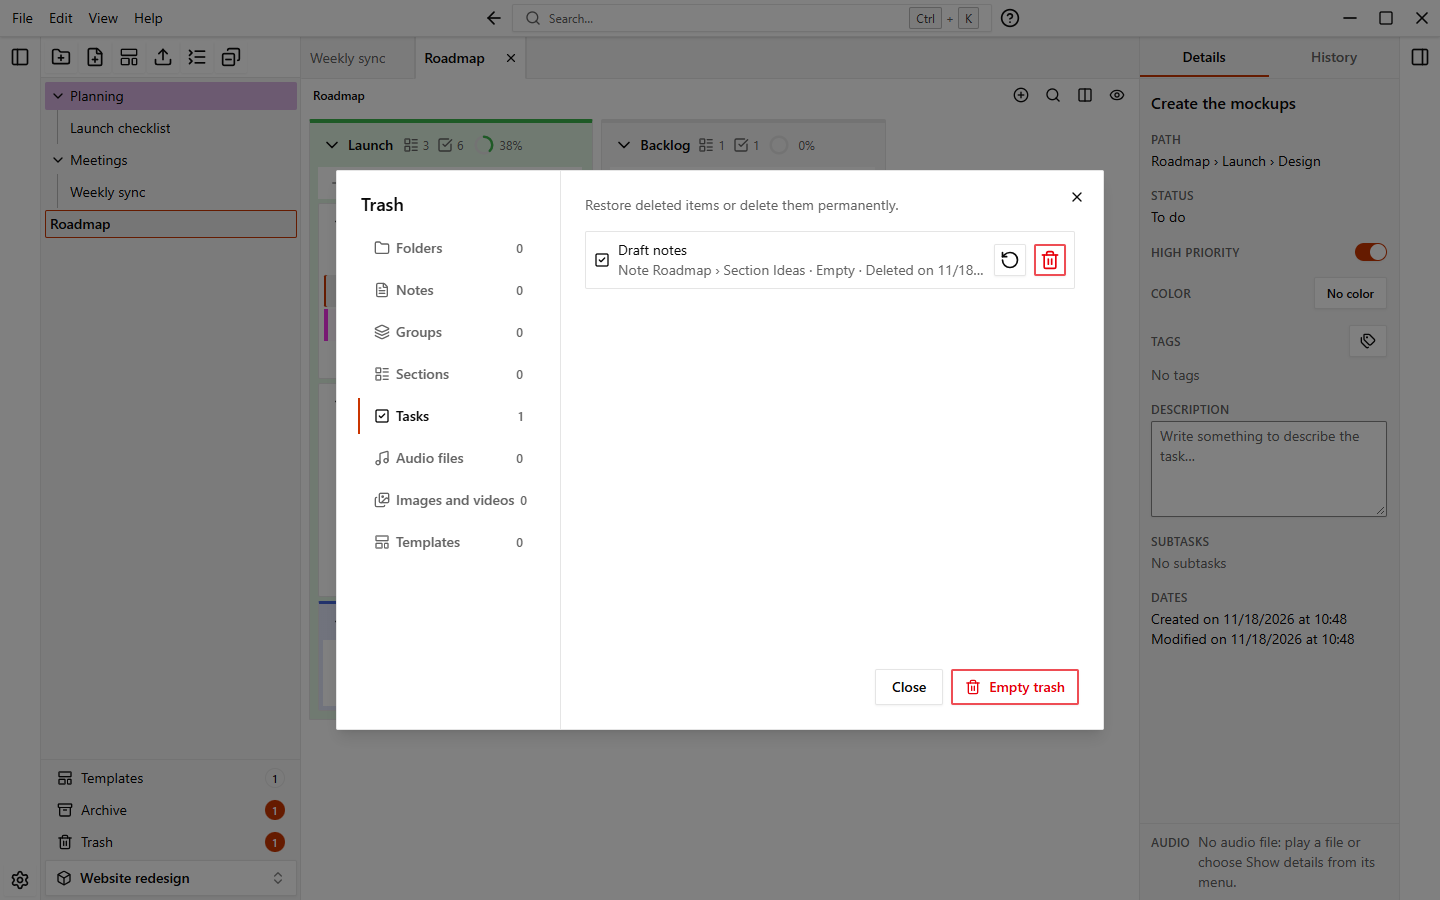 File Edit View Help
Search... Ctrl + K
Weekly sync
Roadmap
Details
History
Planning
Launch checklist
Meetings
Weekly sync
Roadmap
Roadmap
Launch 3 6 38%
Backlog 1 1 0%
Trash
Folders 0
Notes 0
Groups 0
Sections 0
Tasks 1
Audio files 0
Images and videos 0
Templates 0
Restore deleted items or delete them permanently.
Draft notes
Note Roadmap › Section Ideas · Empty · Deleted on 11/18...
Close
Empty trash
Create the mockups
PATH
Roadmap › Launch › Design
STATUS
To do
HIGH PRIORITY
COLOR
No color
TAGS
No tags
DESCRIPTION
Write something to describe the
task...
SUBTASKS
No subtasks
DATES
Created on 11/18/2026 at 10:48
Modified on 11/18/2026 at 10:48
AUDIO No audio file: play a file or
choose Show details from its
menu.
Templates 1
Archive 1
Trash 1
Website redesign